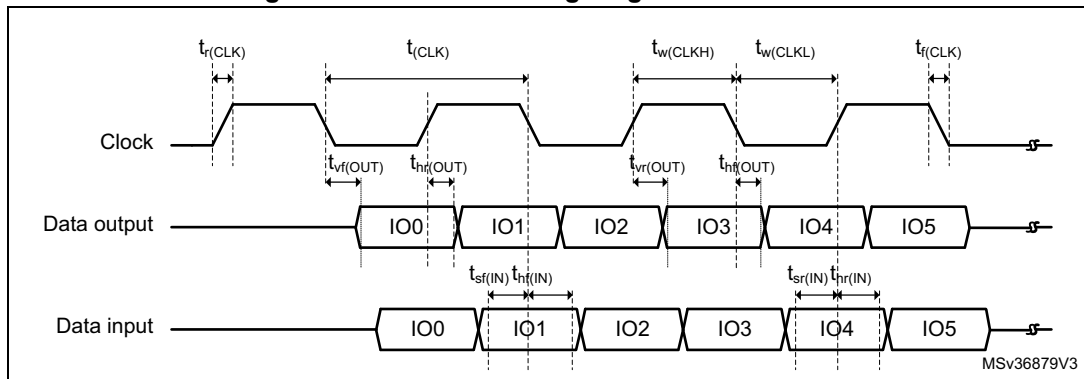 t_r(CLK) t_(CLK) t_w(CLKH) t_w(CLKL) t_f(CLK)
Clock
t_vf(OUT) t_hr(OUT) t_vr(OUT) t_hf(OUT)
Data output IO0 IO1 IO2 IO3 IO4 IO5
t_sf(IN) t_hf(IN) t_sr(IN) t_hr(IN)
Data input IO0 IO1 IO2 IO3 IO4 IO5
MSv36879V3